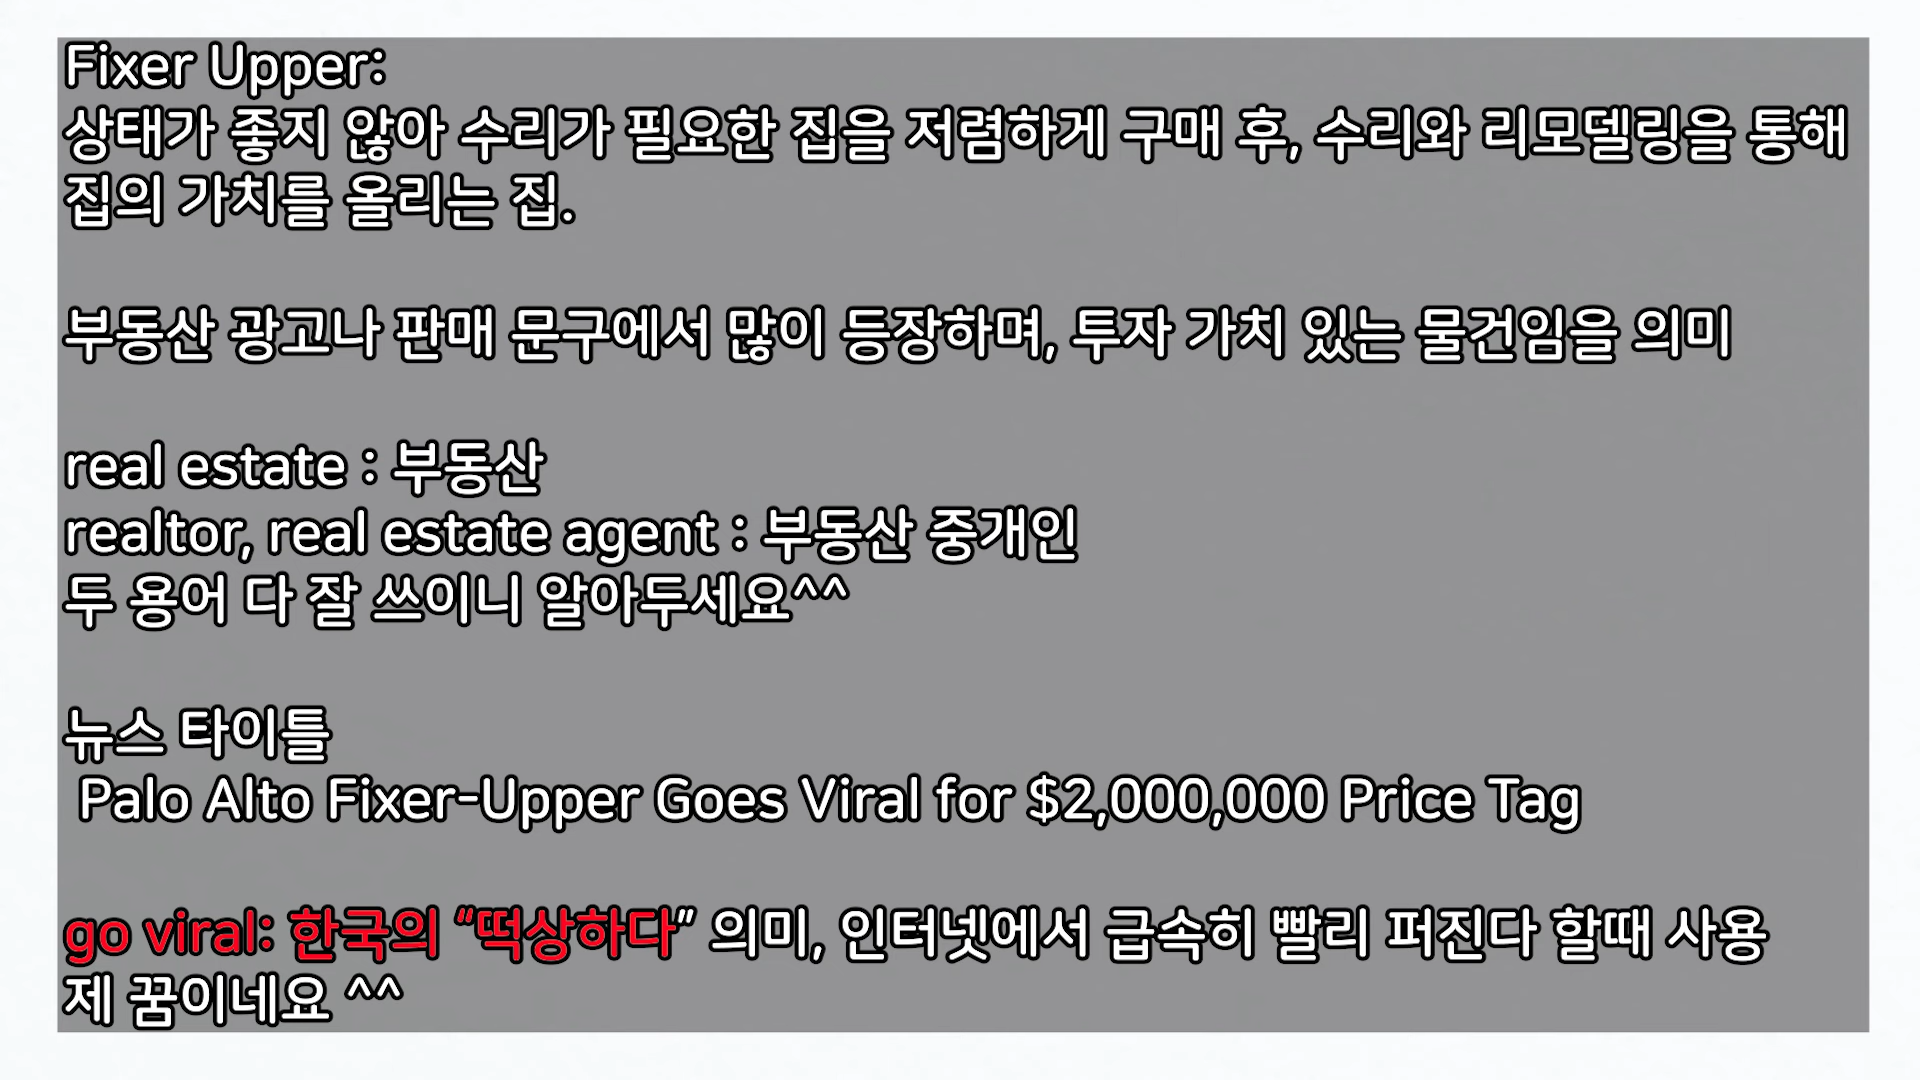 Fixer Upper:
상태가 좋지 않아 수리가 필요한 집을 저렴하게 구매 후, 수리와 리모델링을 통해
집의 가치를 올리는 집.
부동산 광고나 판매 문구에서 많이 등장하며, 투자 가치 있는 물건임을 의미
real estate : 부동산
realtor, real estate agent : 부동산 중개인
두 용어 다 잘 쓰이니 알아두세요^^
뉴스 타이틀
Palo Alto Fixer-Upper Goes Viral for $2,000,000 Price Tag
go viral: 한국의 “떡상하다” 의미, 인터넷에서 급속히 빨리 퍼진다 할때 사용
제 꿈이네요 ^^